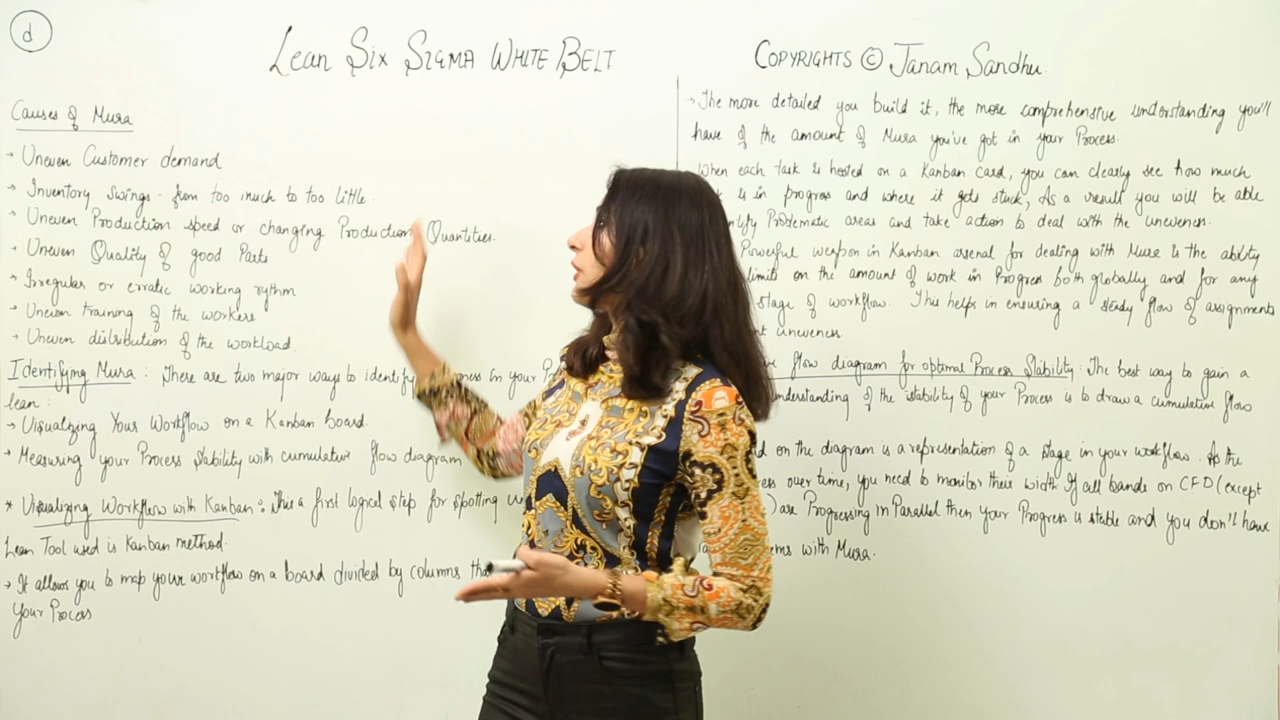 d
Lean Six Sigma White Belt
Copyrights © Janam Sandhu.
Causes of Mura
→ Uneven Customer demand
→ Inventory swings - from too much to too little.
→ Uneven Production speed or changing Production Quantities.
→ Uneven Quality of good Parts
→ Irregular or erratic working rythm
→ Uneven training of the workers
→ Uneven distribution of the workload.
Identifying Mura : There are two major ways to identify in your
lean :
→ Visualizing Your Workflow on a Kanban board.
→ Measuring your Process Stability with cumulative flow diagram
* Visualizing Workflow with Kanban : This a first logical step for spotting
Lean Tool used is Kanban method.
→ It allows you to map your workflow on a board divided by columns
Your Process
→ The more detailed you build it, the more comprehensive understanding you'll
have of the amount of Mura you've got in your Process.
When each task is hosted on a Kanban card, you can clearly see how much
is in progress and where it gets stuck, As a result you will be able
Problematic areas and take action to deal with the uneveness.
Powerful weapon in Kanban arsenal for dealing with Mura is the ability
limits on the amount of work in Progress both globally and for any
stage of workflow. This helps in ensuring a steady flow of assignments
uneveness
flow diagram for optimal Process Stability : The best way to gain a
of the stability of your Process is to draw a cumulative flow
on the diagram is a representation of a stage in your workflow. As the
over time, you need to monitor their width If all bands on CFD (except
) are Progressing in Parallel then your Progress is stable and you don't have
with Mura.